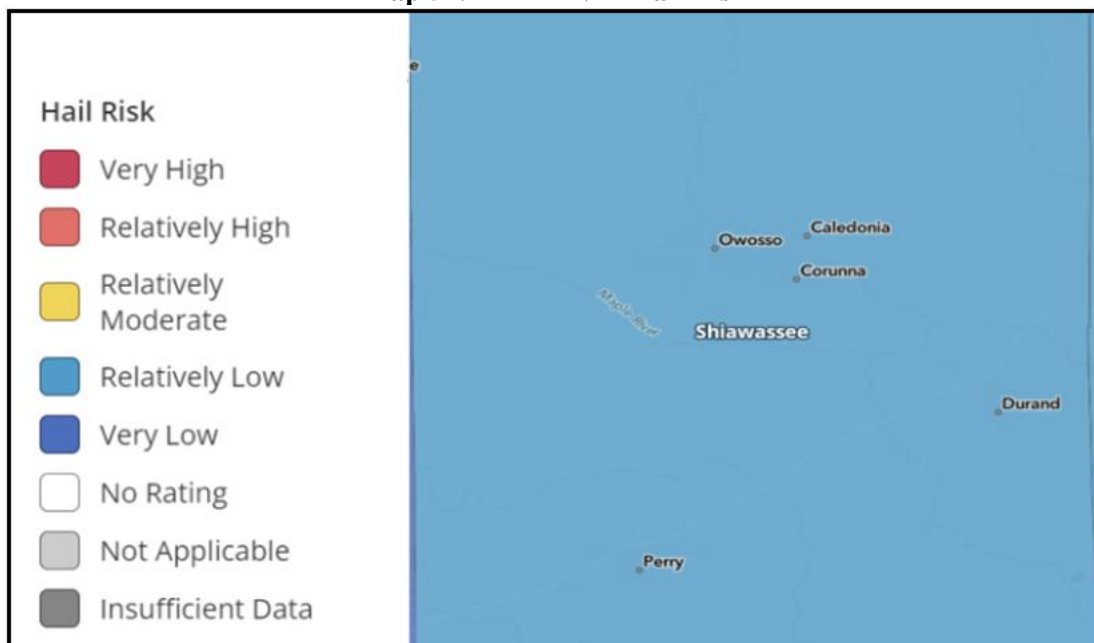 Hail Risk
Very High
Relatively High
Relatively
Moderate
Relatively Low
Very Low
No Rating
Not Applicable
Insufficient Data
e
Caledonia
Owosso
Corunna
Maple River
Shiawassee
Durand
Perry